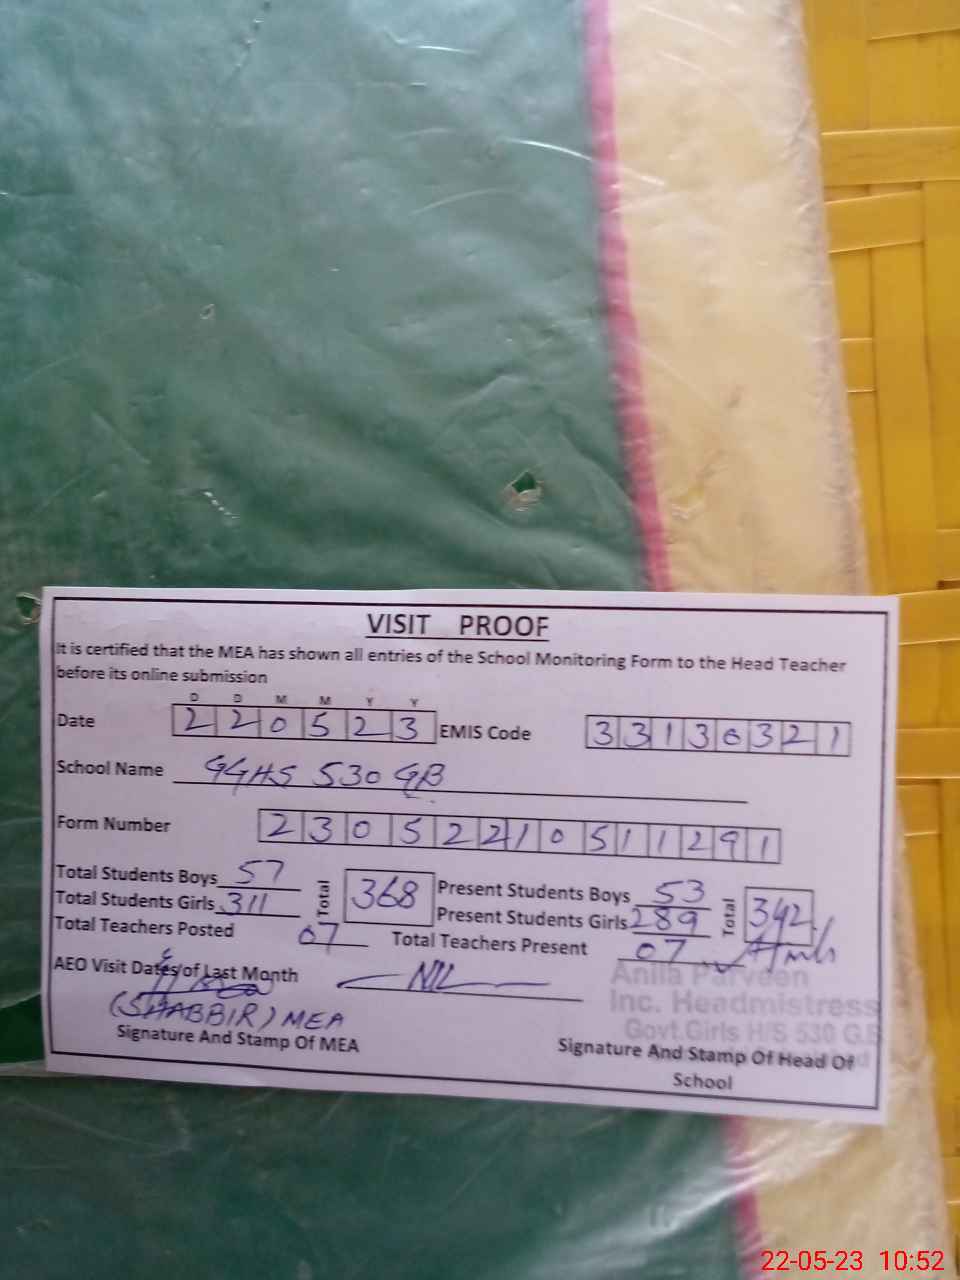 VISIT PROOF
It is certified that the MEA has shown all entries of the School Monitoring Form to the Head Teacher
before its online submission
D D M M Y Y
Date 2 2 0 5 2 3 EMIS Code 3 3 1 3 0 3 2 1
School Name GGHS 530 GB
Form Number 2 3 0 5 2 2 1 0 5 1 1 2 9 1
Total Students Boys 57 Total 368 Present Students Boys 53 Total 342
Total Students Girls 311 Present Students Girls 289
Total Teachers Posted 07 Total Teachers Present 07
AEO Visit Dates of Last Month NIL
Anila Parveen
Inc. Headmistress
Govt.Girls H/S 530 G.B
(SHABBIR) MEA
Signature And Stamp Of MEA Signature And Stamp Of Head Of
School
22-05-23 10:52